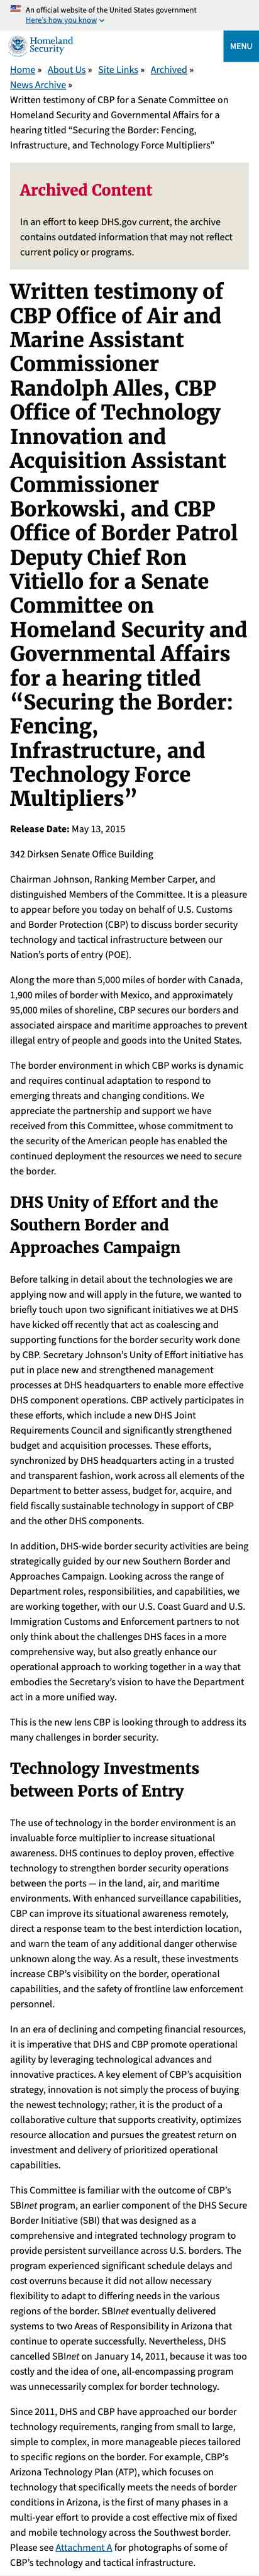 An official website of the United States government
Here's how you know
Homeland
Security
MENU
Home » About Us » Site Links » Archived »
News Archive »
Written testimony of CBP for a Senate Committee on
Homeland Security and Governmental Affairs for a
hearing titled "Securing the Border: Fencing,
Infrastructure, and Technology Force Multipliers"
Archived Content
In an effort to keep DHS.gov current, the archive
contains outdated information that may not reflect
current policy or programs.
Written testimony of
CBP Office of Air and
Marine Assistant
Commissioner
Randolph Alles, CBP
Office of Technology
Innovation and
Acquisition Assistant
Commissioner
Borkowski, and CBP
Office of Border Patrol
Deputy Chief Ron
Vitiello for a Senate
Committee on
Homeland Security and
Governmental Affairs
for a hearing titled
“Securing the Border:
Fencing,
Infrastructure, and
Technology Force
Multipliers”
Release Date: May 13, 2015
342 Dirksen Senate Office Building
Chairman Johnson, Ranking Member Carper, and
distinguished Members of the Committee. It is a pleasure
to appear before you today on behalf of U.S. Customs
and Border Protection (CBP) to discuss border security
technology and tactical infrastructure between our
Nation’s ports of entry (POE).
Along the more than 5,000 miles of border with Canada,
1,900 miles of border with Mexico, and approximately
95,000 miles of shoreline, CBP secures our borders and
associated airspace and maritime approaches to prevent
illegal entry of people and goods into the United States.
The border environment in which CBP works is dynamic
and requires continual adaptation to respond to
emerging threats and changing conditions. We
appreciate the partnership and support we have
received from this Committee, whose commitment to
the security of the American people has enabled the
continued deployment the resources we need to secure
the border.
DHS Unity of Effort and the
Southern Border and
Approaches Campaign
Before talking in detail about the technologies we are
applying now and will apply in the future, we wanted to
briefly touch upon two significant initiatives we at DHS
have kicked off recently that act as coalescing and
supporting functions for the border security work done
by CBP. Secretary Johnson’s Unity of Effort initiative has
put in place new and strengthened management
processes at DHS headquarters to enable more effective
DHS component operations. CBP actively participates in
these efforts, which include a new DHS Joint
Requirements Council and significantly strengthened
budget and acquisition processes. These efforts,
synchronized by DHS headquarters acting in a trusted
and transparent fashion, work across all elements of the
Department to better assess, budget for, acquire, and
field fiscally sustainable technology in support of CBP
and the other DHS components.
In addition, DHS-wide border security activities are being
strategically guided by our new Southern Border and
Approaches Campaign. Looking across the range of
Department roles, responsibilities, and capabilities, we
are working together, with our U.S. Coast Guard and U.S.
Immigration Customs and Enforcement partners to not
only think about the challenges DHS faces in a more
comprehensive way, but also greatly enhance our
operational approach to working together in a way that
embodies the Secretary’s vision to have the Department
act in a more unified way.
This is the new lens CBP is looking through to address its
many challenges in border security.
Technology Investments
between Ports of Entry
The use of technology in the border environment is an
invaluable force multiplier to increase situational
awareness. DHS continues to deploy proven, effective
technology to strengthen border security operations
between the ports — in the land, air, and maritime
environments. With enhanced surveillance capabilities,
CBP can improve its situational awareness remotely,
direct a response team to the best interdiction location,
and warn the team of any additional danger otherwise
unknown along the way. As a result, these investments
increase CBP’s visibility on the border, operational
capabilities, and the safety of frontline law enforcement
personnel.
In an era of declining and competing financial resources,
it is imperative that DHS and CBP promote operational
agility by leveraging technological advances and
innovative practices. A key element of CBP’s acquisition
strategy, innovation is not simply the process of buying
the newest technology; rather, it is the product of a
collaborative culture that supports creativity, optimizes
resource allocation and pursues the greatest return on
investment and delivery of prioritized operational
capabilities.
This Committee is familiar with the outcome of CBP’s
SBInet program, an earlier component of the DHS Secure
Border Initiative (SBI) that was designed as a
comprehensive and integrated technology program to
provide persistent surveillance across U.S. borders. The
program experienced significant schedule delays and
cost overruns because it did not allow necessary
flexibility to adapt to differing needs in the various
regions of the border. SBInet eventually delivered
systems to two Areas of Responsibility in Arizona that
continue to operate successfully. Nevertheless, DHS
cancelled SBInet on January 14, 2011, because it was too
costly and the idea of one, all-encompassing program
was unnecessarily complex for border technology.
Since 2011, DHS and CBP have approached our border
technology requirements, ranging from small to large,
simple to complex, in more manageable pieces tailored
to specific regions on the border. For example, CBP’s
Arizona Technology Plan (ATP), which focuses on
technology that specifically meets the needs of border
conditions in Arizona, is the first of many phases in a
multi-year effort to provide a cost effective mix of fixed
and mobile technology across the Southwest border.
Please see Attachment A for photographs of some of
CBP’s technology and tactical infrastructure.